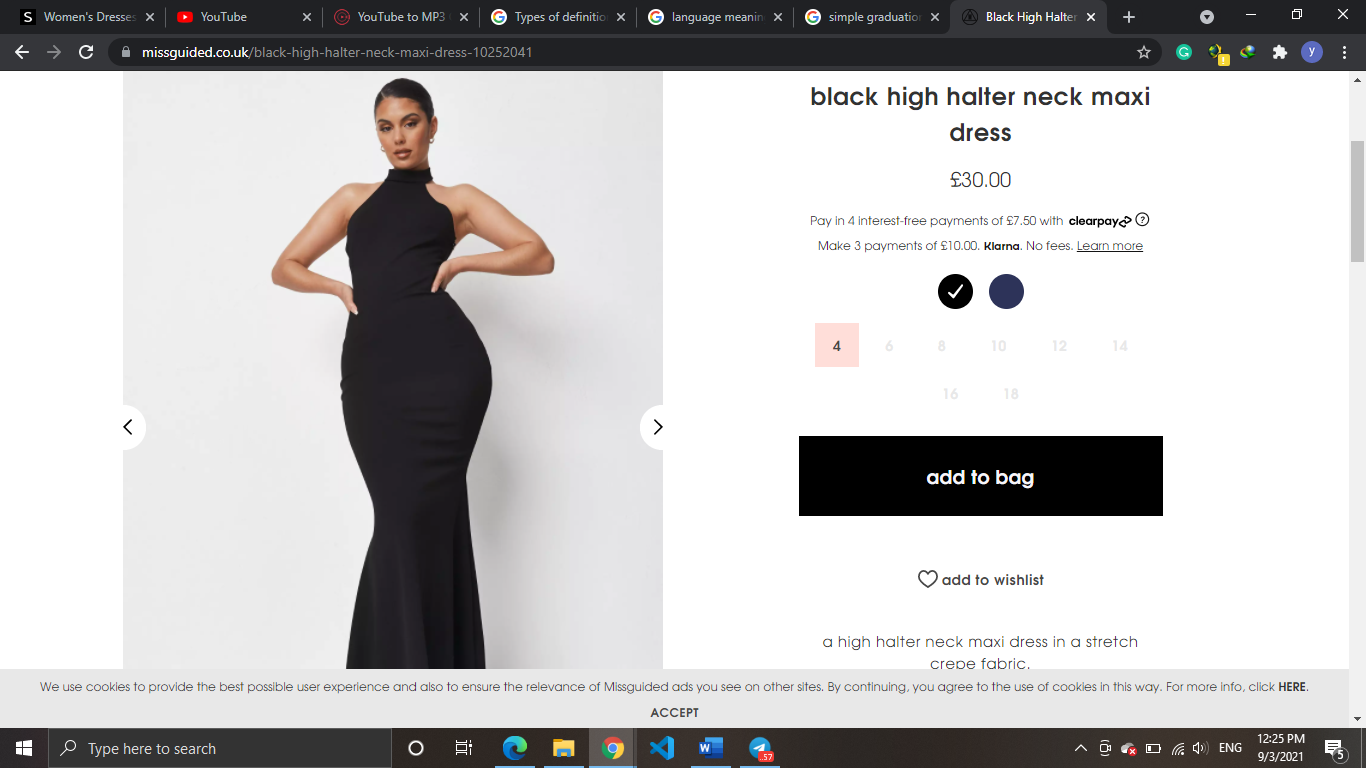 Women's Dresses
YouTube
YouTube to MP3
Types of definitio
language meanin
simple graduation
Black High Halter
missguided.co.uk/black-high-halter-neck-maxi-dress-10252041
G
y
black high halter neck maxi
dress
£30.00
Pay in 4 interest-free payments of £7.50 with clearpay ?
Make 3 payments of £10.00. Klarna. No fees. Learn more
4 6 8 10 12 14
16 18
add to bag
add to wishlist
a high halter neck maxi dress in a stretch
crepe fabric.
We use cookies to provide the best possible user experience and also to ensure the relevance of Missguided ads you see on other sites. By continuing, you agree to the use of cookies in this way. For more info, click HERE.
ACCEPT
Type here to search
.57
ENG
12:25 PM
9/3/2021
5